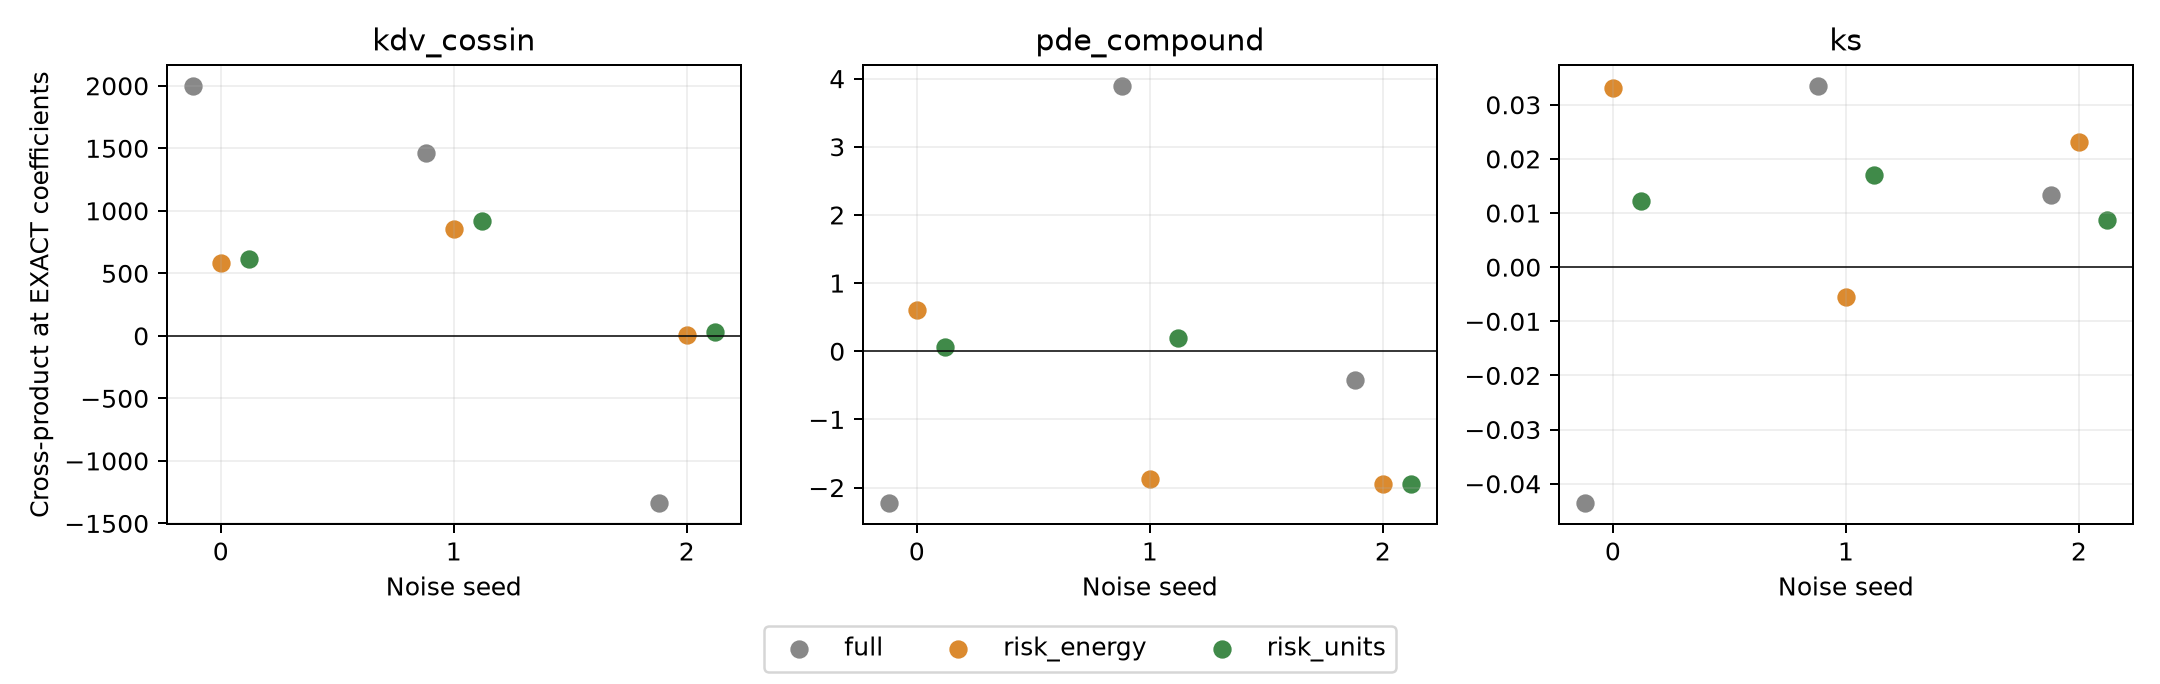 kdv_cossin
pde_compound
ks
Cross-product at EXACT coefficients
2000
1500
1000
500
0
−500
−1000
−1500
0 1 2
Noise seed
4
3
2
1
0
−1
−2
0 1 2
Noise seed
0.03
0.02
0.01
0.00
−0.01
−0.02
−0.03
−0.04
0 1 2
Noise seed
full risk_energy risk_units